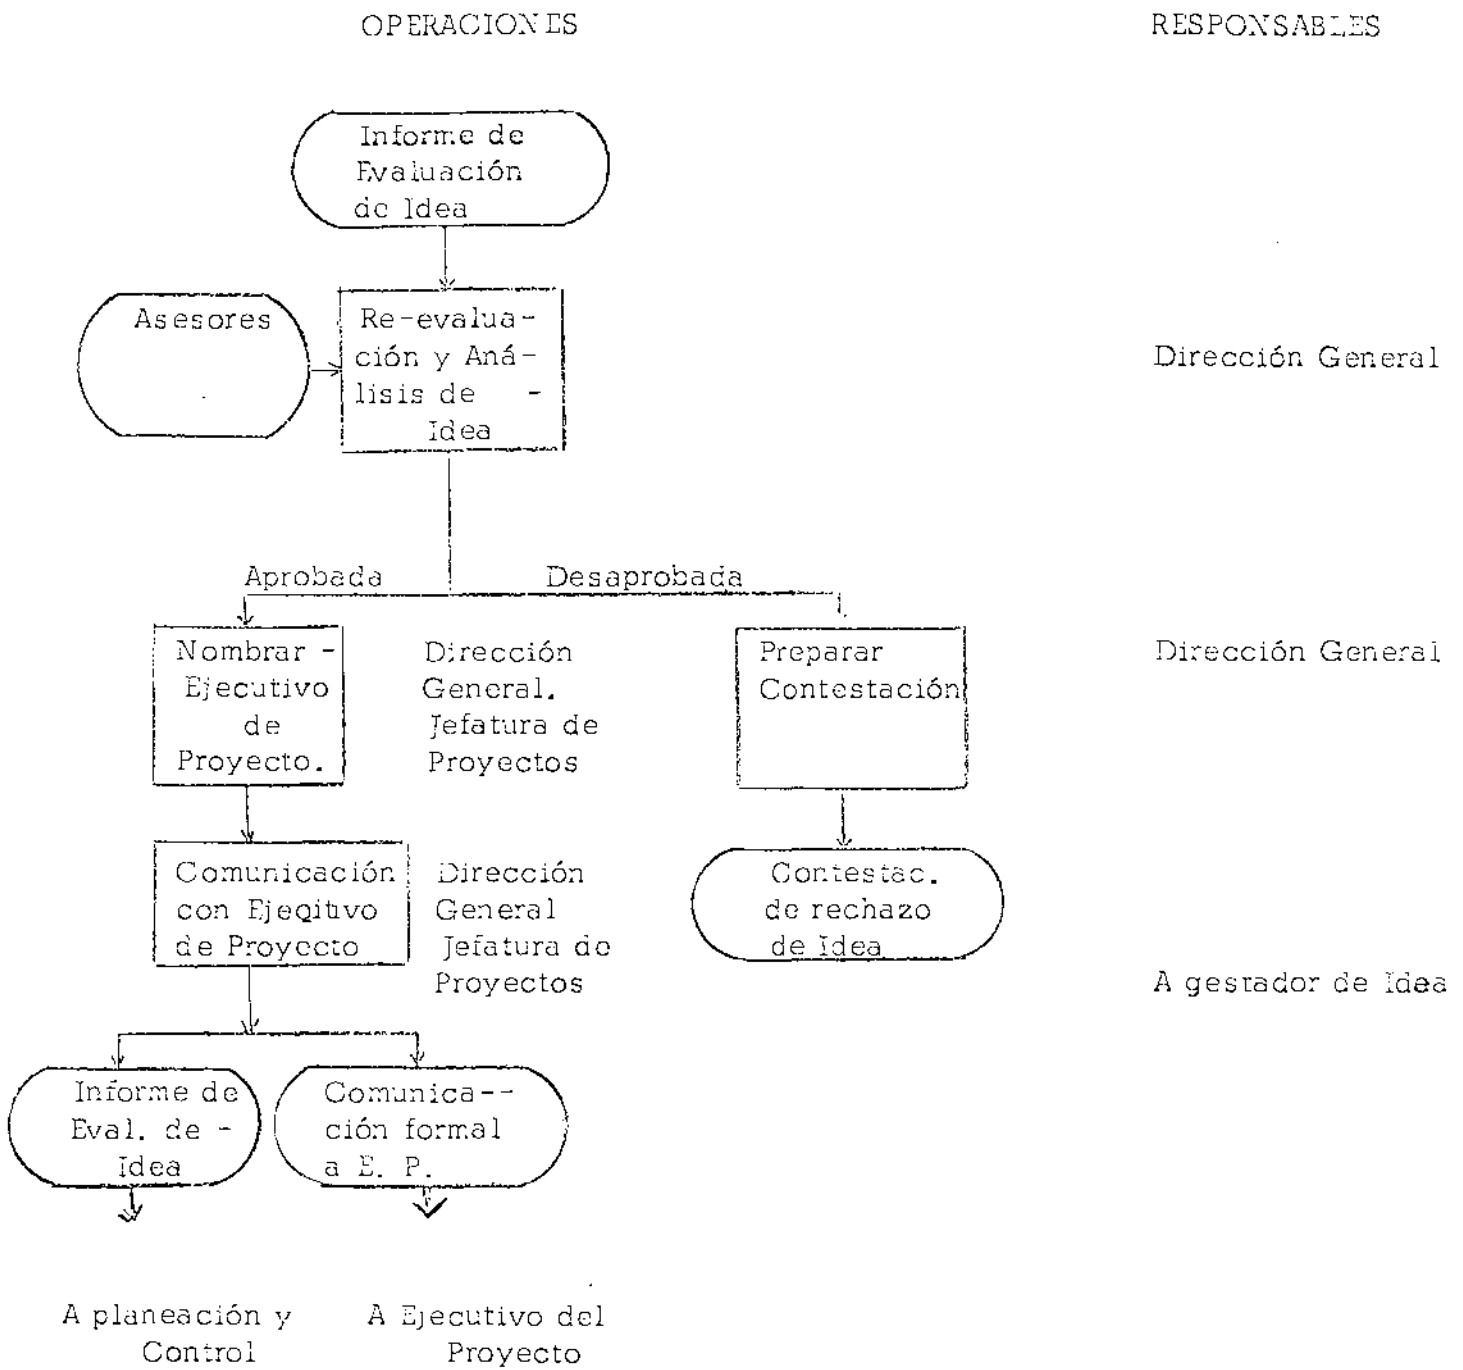 OPERACIONES
RESPONSABLES
Informe de
Evaluación
de Idea
Asesores
Re-evalua-
ción y Aná-
lisis de -
Idea
Dirección General
Aprobada
Desaprobada
Nombrar -
Ejecutivo
de
Proyecto.
Dirección
General.
Jefatura de
Proyectos
Preparar
Contestación
Dirección General
Comunicación
con Ejeqitivo
de Proyecto
Dirección
General
Jefatura de
Proyectos
Contestac.
de rechazo
de Idea
A gestador de Idea
Informe de
Eval. de -
Idea
Comunica--
ción formal
a E. P.
A planeación y
Control
A Ejecutivo del
Proyecto